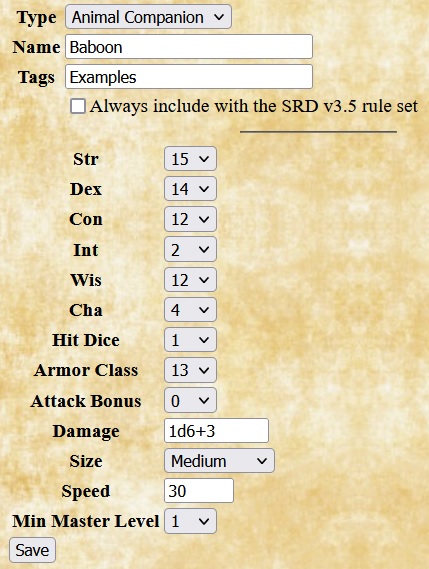 Type Animal Companion
Name Baboon
Tags Examples
Always include with the SRD v3.5 rule set
Str 15
Dex 14
Con 12
Int 2
Wis 12
Cha 4
Hit Dice 1
Armor Class 13
Attack Bonus 0
Damage 1d6+3
Size Medium
Speed 30
Min Master Level 1
Save